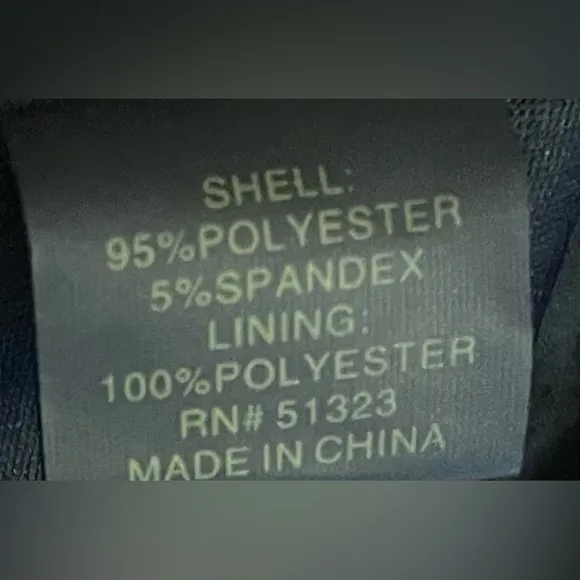 SHELL:
95%POLYESTER
5%SPANDEX
LINING:
100%POLYESTER
RN# 51323
MADE IN CHINA